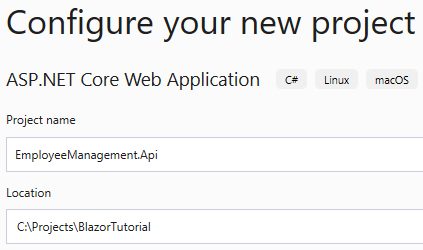 Configure your new project
ASP.NET Core Web Application C# Linux macOS
Project name
EmployeeManagement.Api
Location
C:\Projects\BlazorTutorial